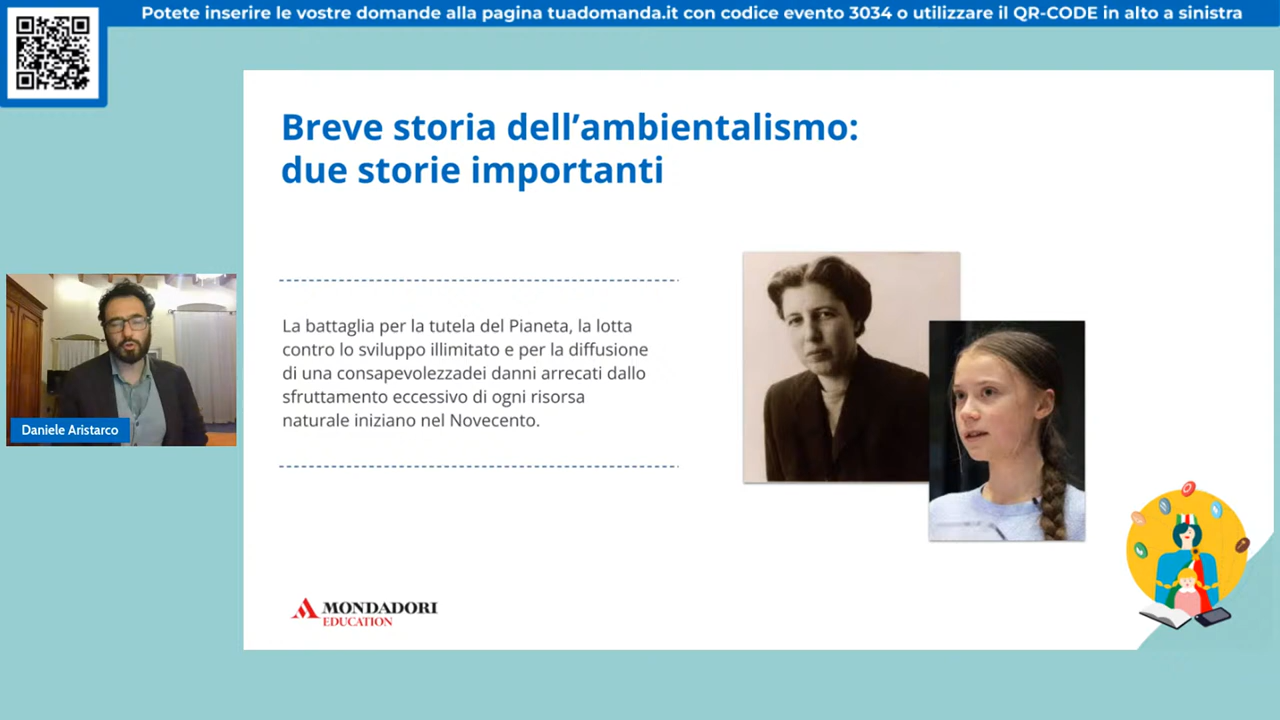 Potete inserire le vostre domande alla pagina tuadomanda.it con codice evento 3034 o utilizzare il QR-CODE in alto a sinistra
Breve storia dell’ambientalismo:
due storie importanti
La battaglia per la tutela del Pianeta, la lotta
contro lo sviluppo illimitato e per la diffusione
di una consapevolezzadei danni arrecati dallo
sfruttamento eccessivo di ogni risorsa
naturale iniziano nel Novecento.
Daniele Aristarco
MONDADORI
EDUCATION